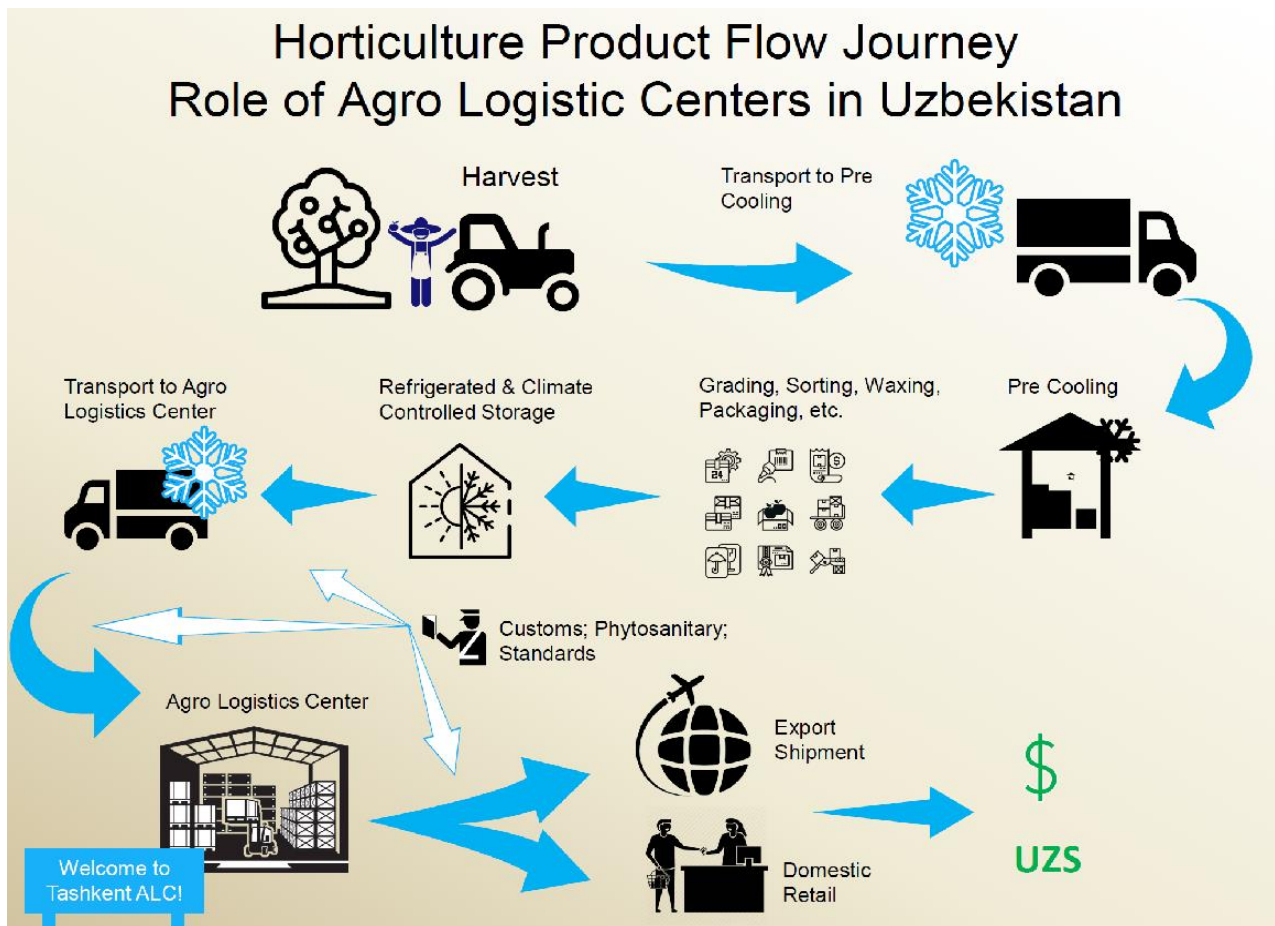 Horticulture Product Flow Journey
Role of Agro Logistic Centers in Uzbekistan
Harvest
Transport to Pre
Cooling
Transport to Agro
Logistics Center
Refrigerated & Climate
Controlled Storage
Grading, Sorting, Waxing,
Packaging, etc.
Pre Cooling
24
$
Customs; Phytosanitary;
Standards
Agro Logistics Center
Export
Shipment
$
UZS
Domestic
Retail
Welcome to
Tashkent ALC!